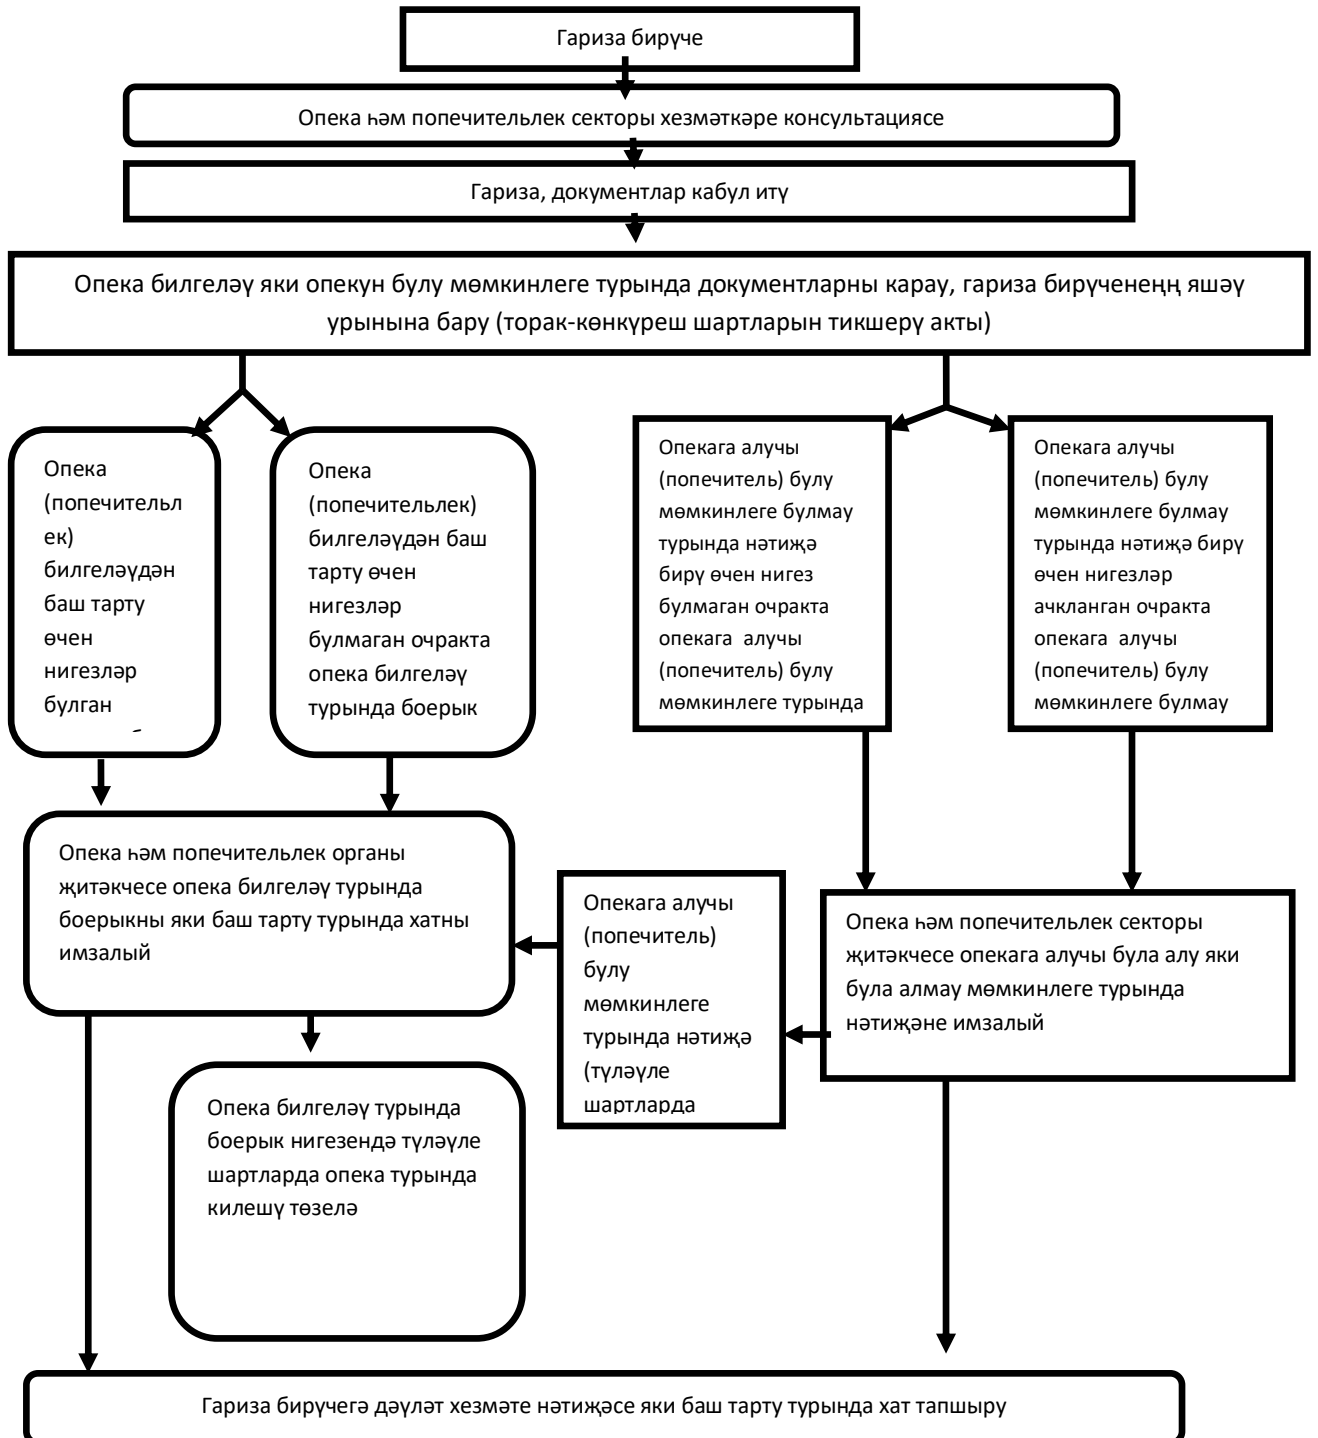 Гариза бирүче
Опека һәм попечительлек секторы хезмәткәре консультациясе
Гариза, документлар кабул итү
Опека билгеләү яки опекун булу мөмкинлеге турында документларны карау, гариза бирүченеңң яшәү
урынына бару (торак-көнкүреш шартларын тикшерү акты)
Опека
(попечительл
ек)
билгеләүдән
баш тарту
өчен
нигезләр
булган
Опека
(попечительлек)
билгеләүдән баш
тарту өчен
нигезләр
булмаган очракта
опека билгеләү
турында боерык
Опекага алучы
(попечитель) булу
мөмкинлеге булмау
турында нәтиҗә
бирү өчен нигез
булмаган очракта
опекага  алучы
(попечитель) булу
мөмкинлеге турында
Опекага алучы
(попечитель) булу
мөмкинлеге булмау
турында нәтиҗә бирү
өчен нигезләр
ачкланган очракта
опекага  алучы
(попечитель) булу
мөмкинлеге булмау
Опека һәм попечительлек органы
җитәкчесе опека билгеләү турында
боерыкны яки баш тарту турында хатны
имзалый
Опекага алучы
(попечитель)
булу
мөмкинлеге
турында нәтиҗә
(түләүле
шартларда
Опека һәм попечительлек секторы
җитәкчесе опекага алучы була алу яки
була алмау мөмкинлеге турында
нәтиҗәне имзалый
Опека билгеләү турында
боерык нигезендә түләүле
шартларда опека турында
килешү төзелә
Гариза бирүчегә дәүләт хезмәте нәтиҗәсе яки баш тарту турында хат тапшыру